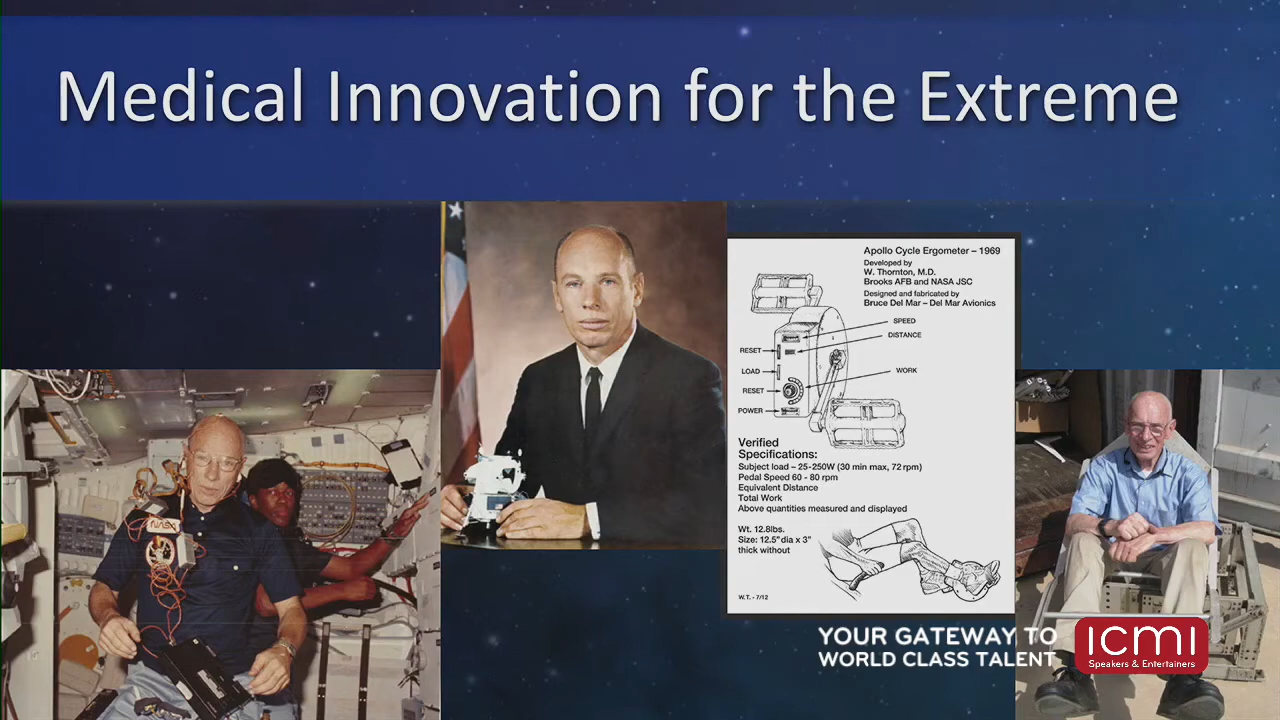 Medical Innovation for the Extreme
Apollo Cycle Ergometer – 1969
Developed by
W. Thornton, M.D.
Brooks AFB and NASA JSC
Designed and fabricated by
Bruce Del Mar – Del Mar Avionics
SPEED
DISTANCE
RESET
LOAD
WORK
RESET
POWER
Verified
Specifications:
Subject load – 25-250W (30 min max, 72 rpm)
Pedal Speed 60 - 80 rpm
Equivalent Distance
Total Work
Above quantities measured and displayed
Wt. 12.8lbs.
Size: 12.5" dia x 3"
thick without
W.T. - 7/12
NASA
YOUR GATEWAY TO
WORLD CLASS TALENT
ICMI
Speakers & Entertainers